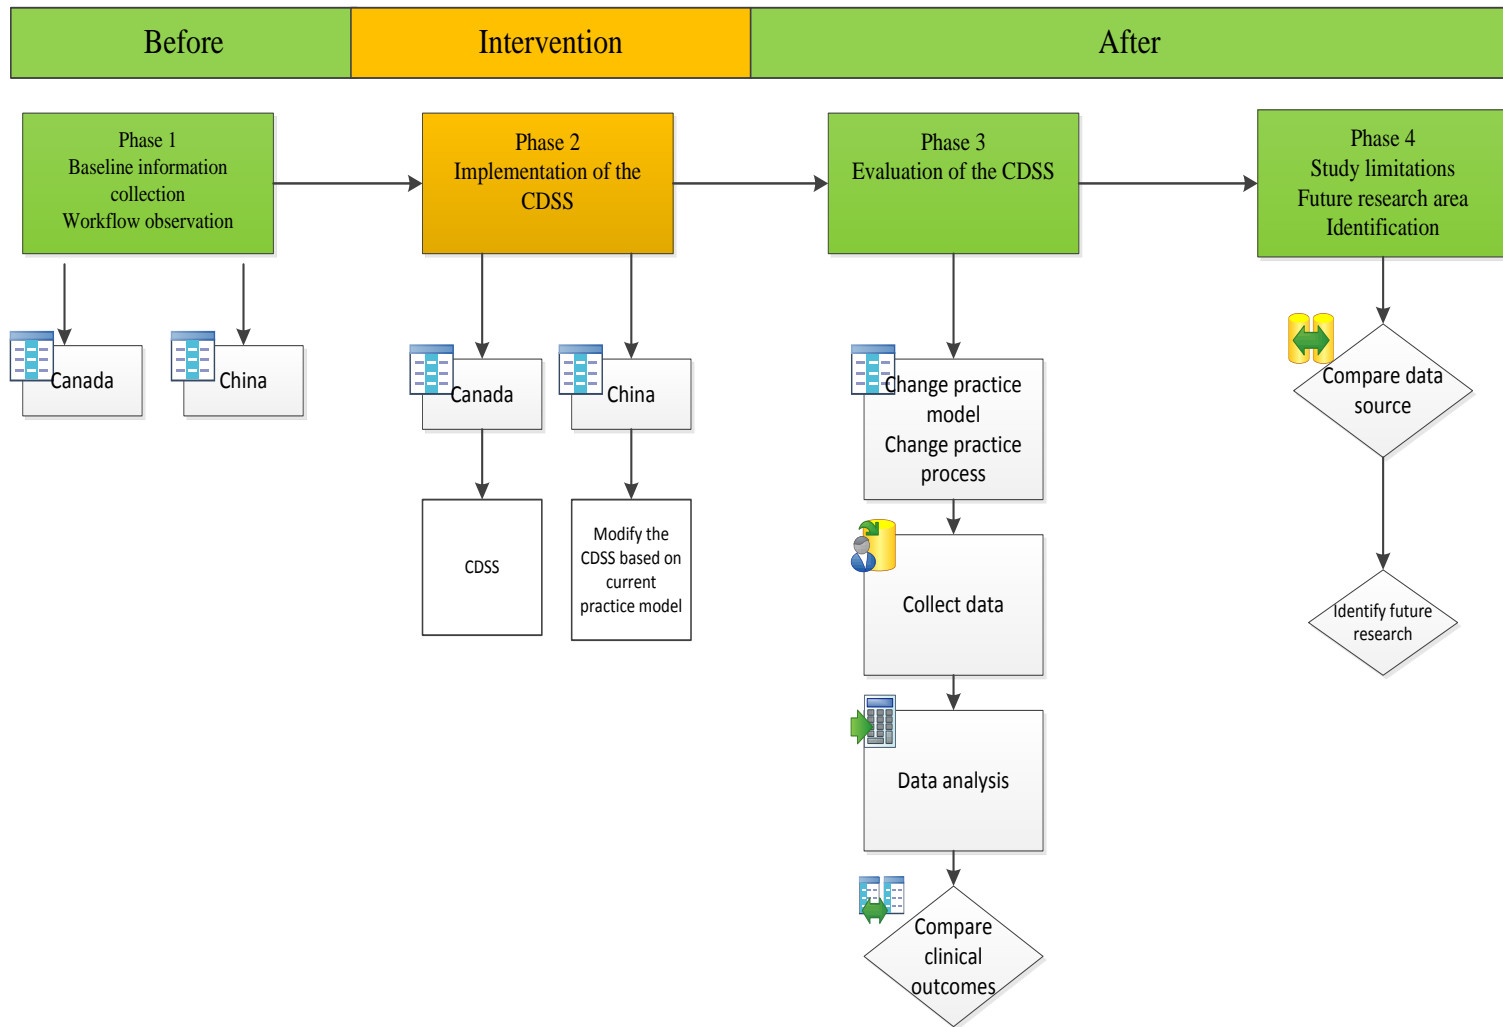 Before
Intervention
After
Phase 1
Baseline information
collection
Workflow observation
Phase 2
Implementation of the
CDSS
Phase 3
Evaluation of the CDSS
Phase 4
Study limitations
Future research area
Identification
Canada
China
Canada
China
CDSS
Modify the
CDSS based on
current
practice model
Change practice
model
Change practice
process
Collect data
Data analysis
Compare
clinical
outcomes
Compare data
source
Identify future
research